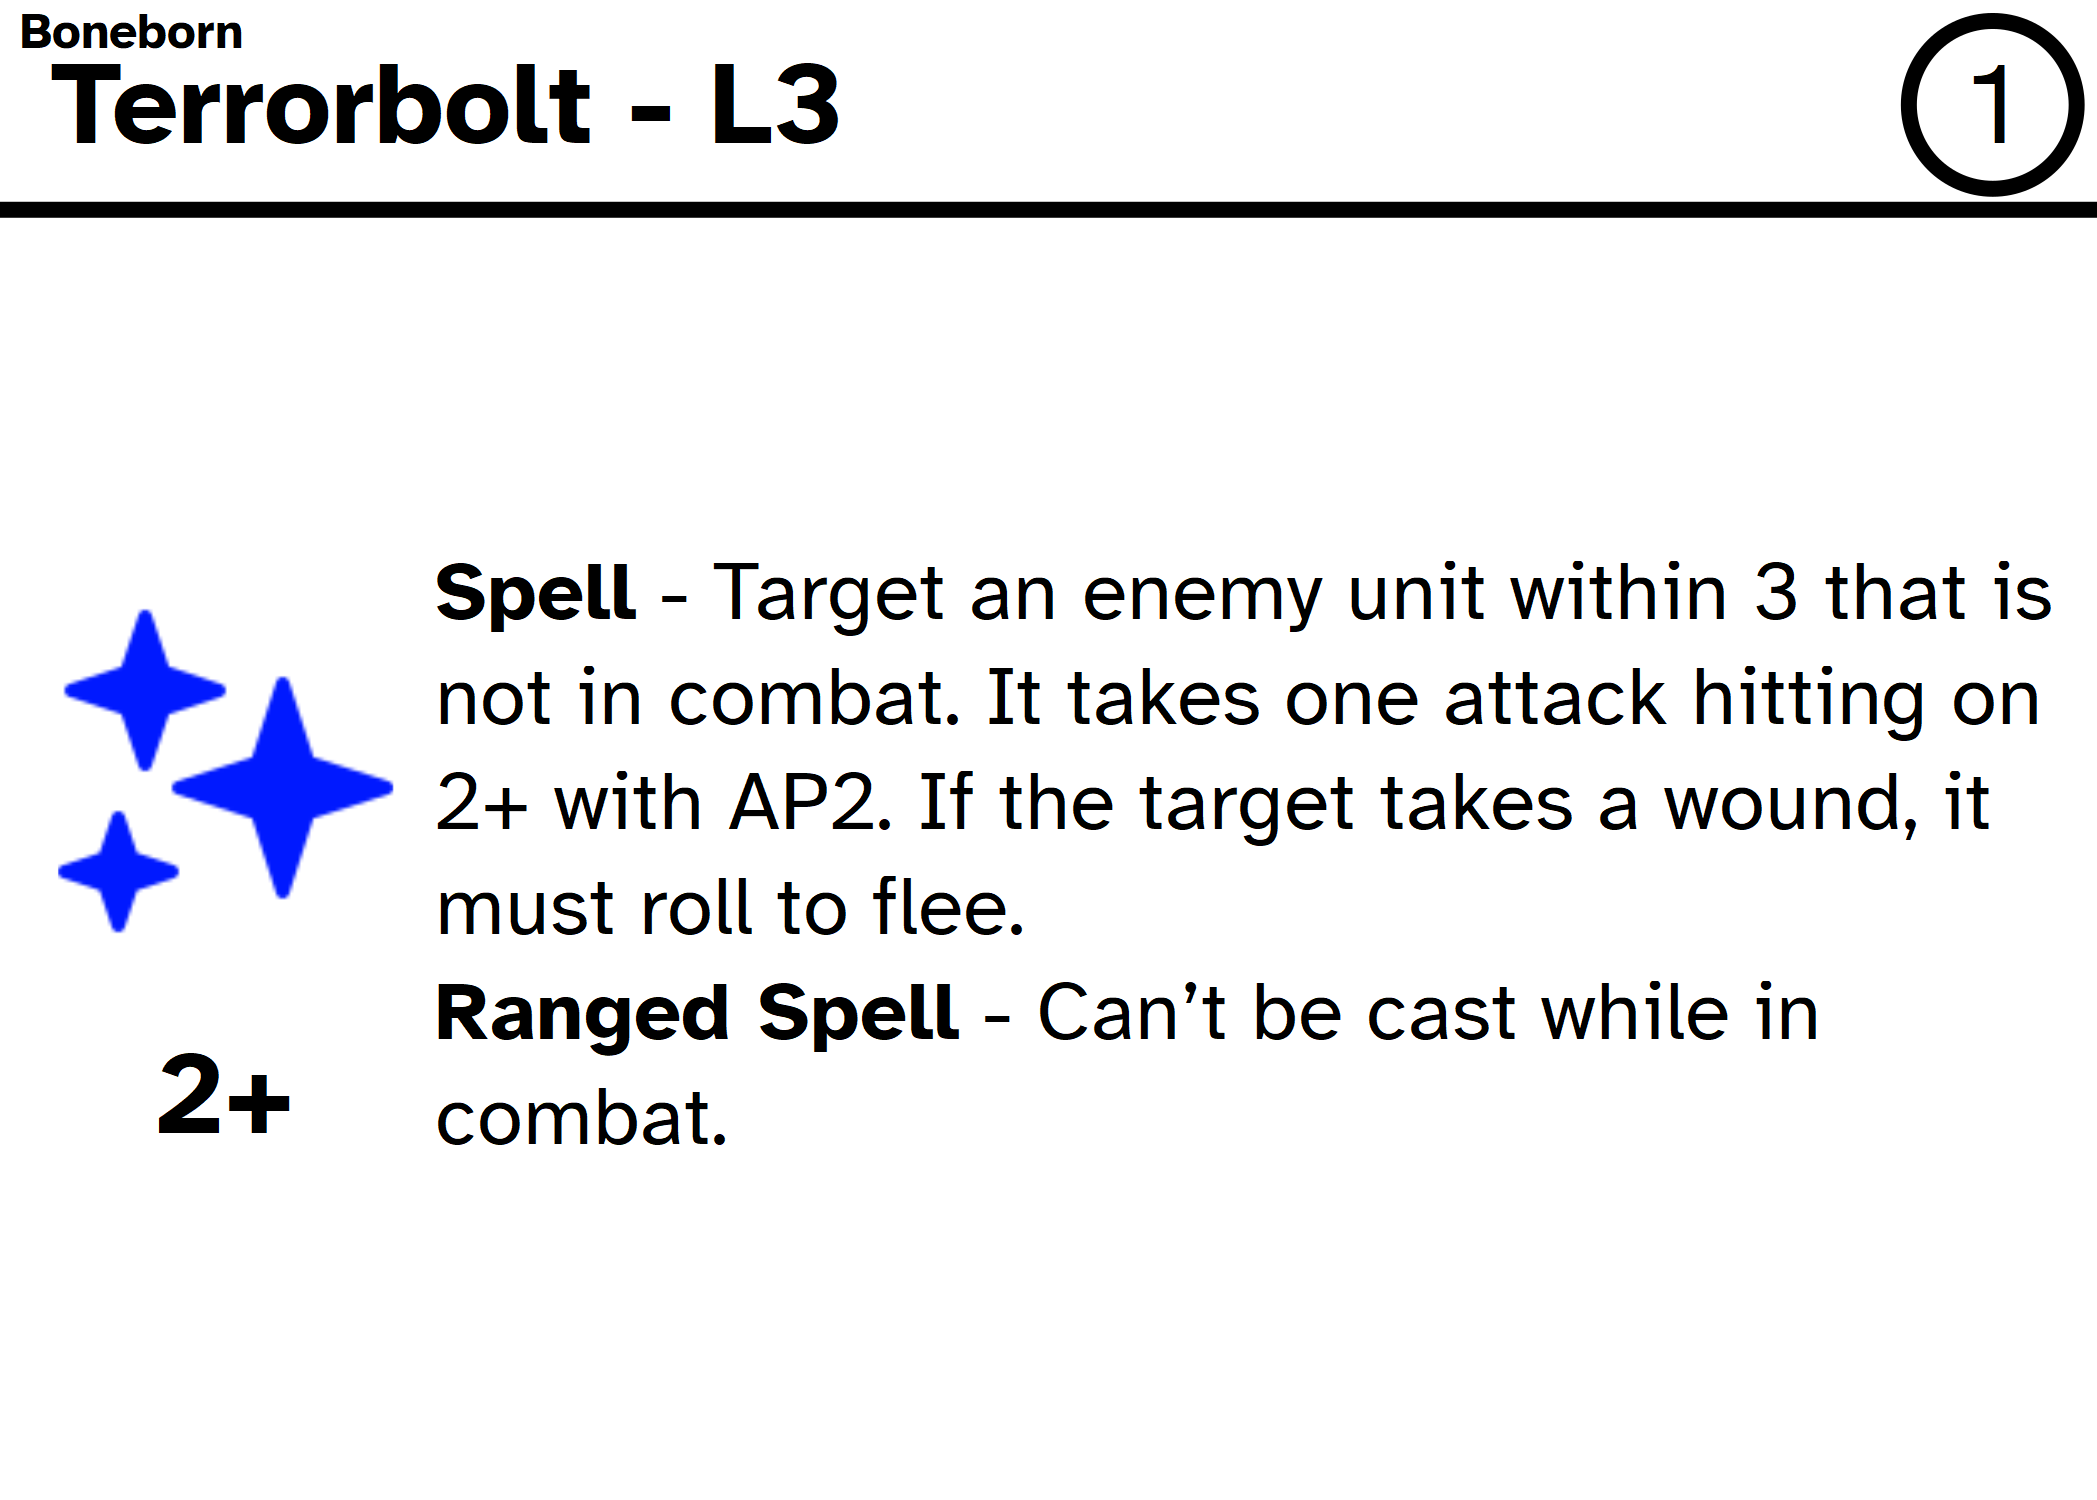 Boneborn
Terrorbolt - L3
1
Spell - Target an enemy unit within 3 that is
not in combat. It takes one attack hitting on
2+ with AP2. If the target takes a wound, it
must roll to flee.
Ranged Spell - Can’t be cast while in
combat.
2+